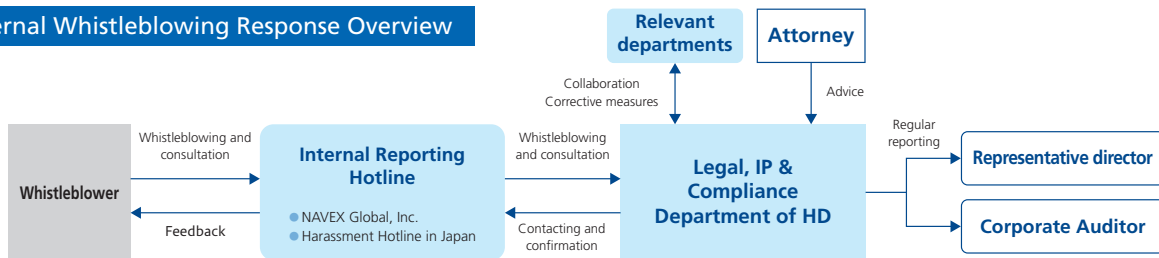 ernal Whistleblowing Response Overview
Relevant
departments
Attorney
Collaboration
Corrective measures
Advice
Whistleblowing and
consultation
Whistleblowing
and consultation
Regular
reporting
Whistleblower
Internal Reporting
Hotline
NAVEX Global, Inc.
Harassment Hotline in Japan
Legal, IP &
Compliance
Department of HD
Representative director
Corporate Auditor
Feedback
Contacting and
confirmation